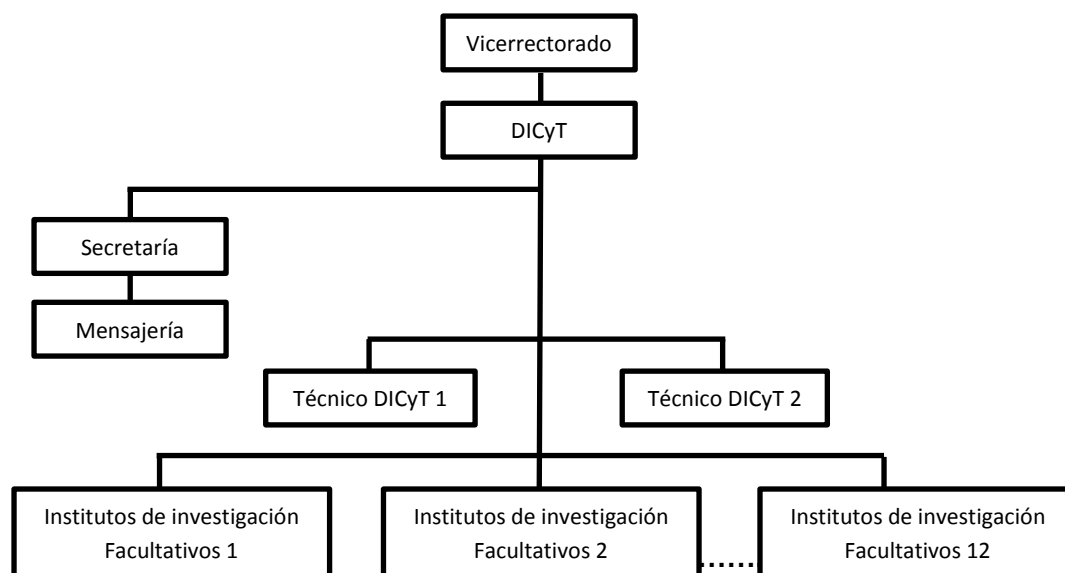 Vicerrectorado
DICyT
Secretaría
Mensajería
Técnico DICyT 1
Técnico DICyT 2
Institutos de investigación
Facultativos 1
Institutos de investigación
Facultativos 2
Institutos de investigación
Facultativos 12